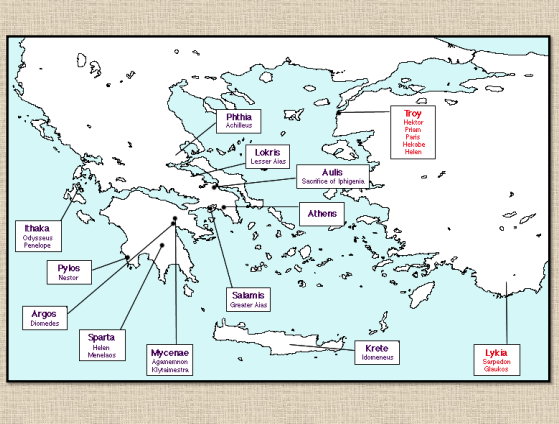 Phthia
Achilleus
Troy
Hektor
Priam
Paris
Hekabe
Helen
Lokris
Lesser Aias
Aulis
Sacrifice of Iphigenia
Athens
Ithaka
Odysseus
Penelope
Pylos
Nestor
Salamis
Greater Aias
Argos
Diomedes
Sparta
Helen
Menelaos
Mycenae
Agamemnon
Klytaimestra
Krete
Idomeneus
Lykia
Sarpedon
Glaukos